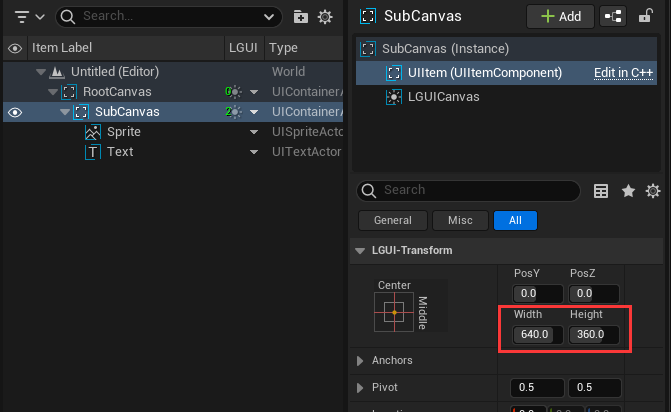 Search...
Item Label LGUI Type
Untitled (Editor) World
RootCanvas UIContainerA
SubCanvas 2 UIContainerA
Sprite UISpriteActo
Text UITextActor
SubCanvas + Add
SubCanvas (Instance)
UIItem (UIItemComponent) Edit in C++
LGUICanvas
Search
General Misc All
LGUI-Transform
Center
Middle
PosY PosZ
0.0 0.0
Width Height
640.0 360.0
Anchors
Pivot 0.5 0.5